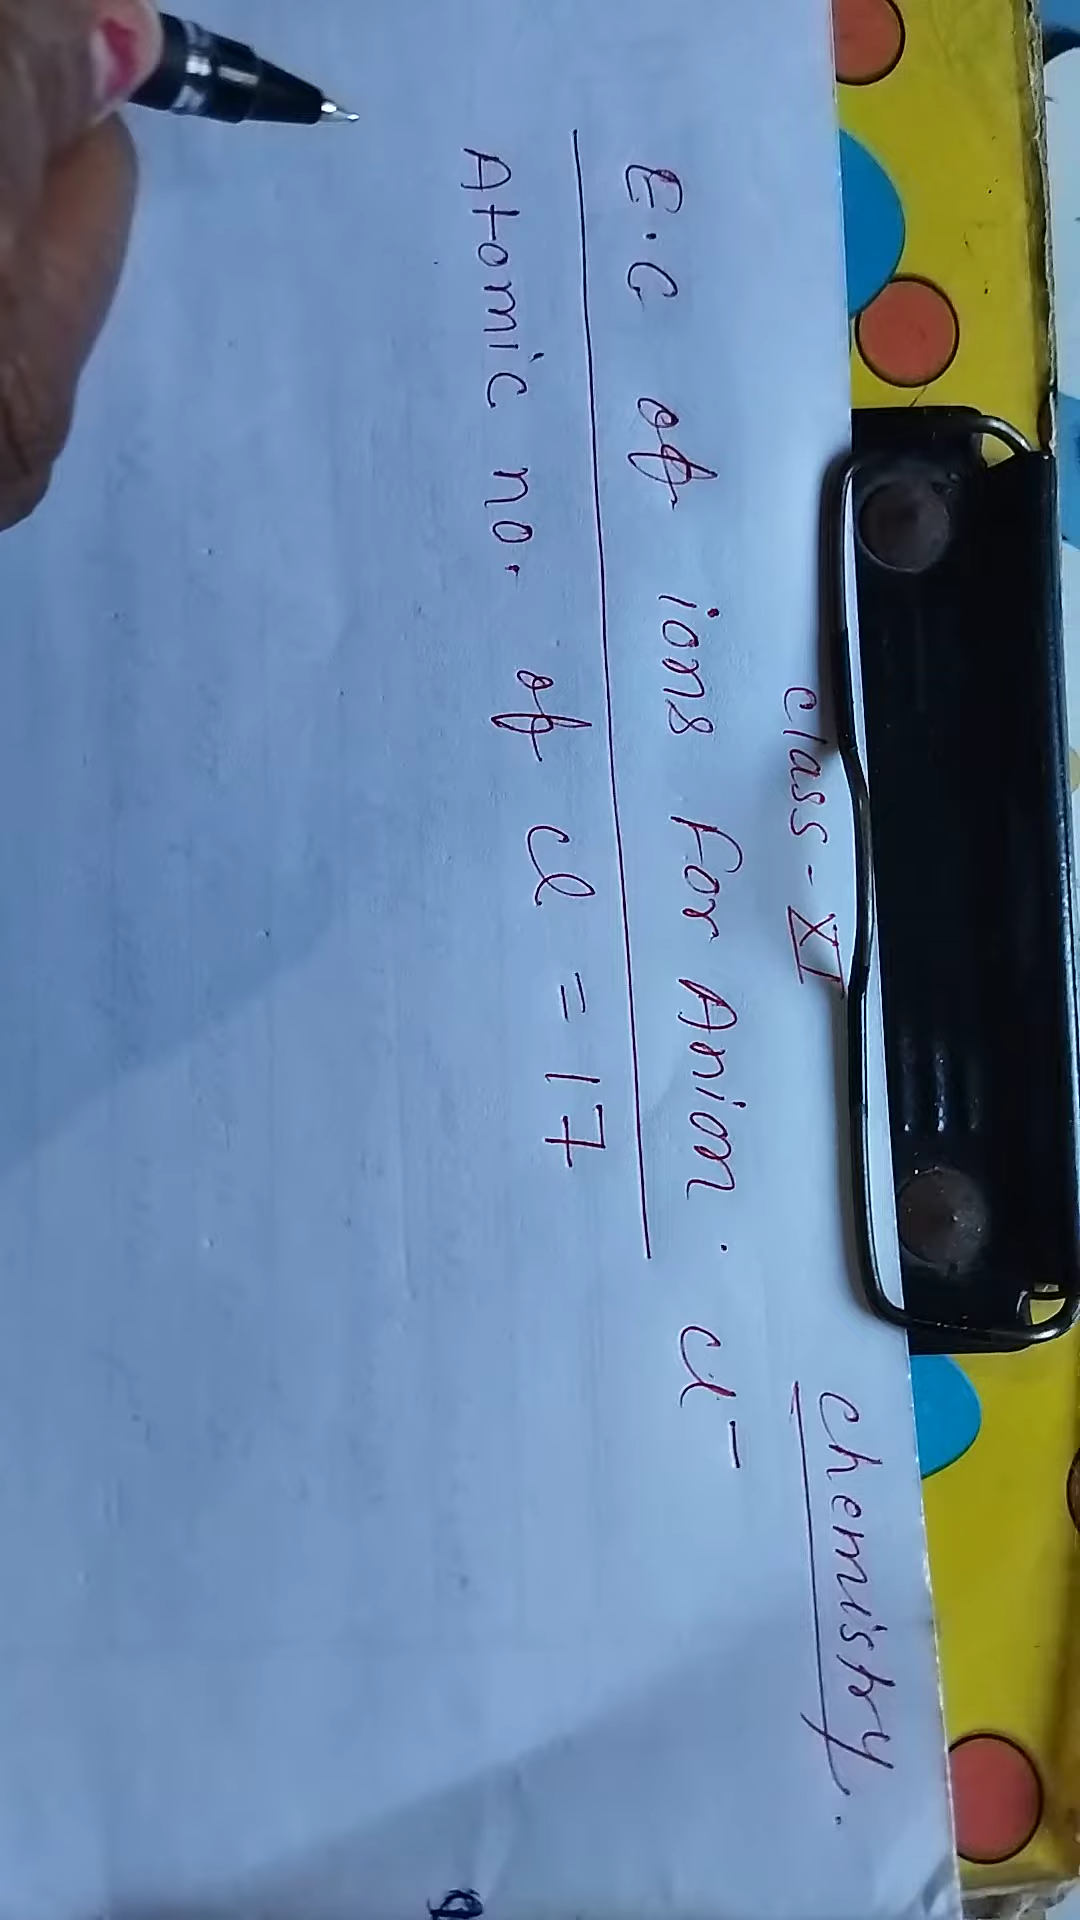 class - XI
chemistry.
E.C of ions for Anion. Cl⁻
Atomic no. of Cl = 17